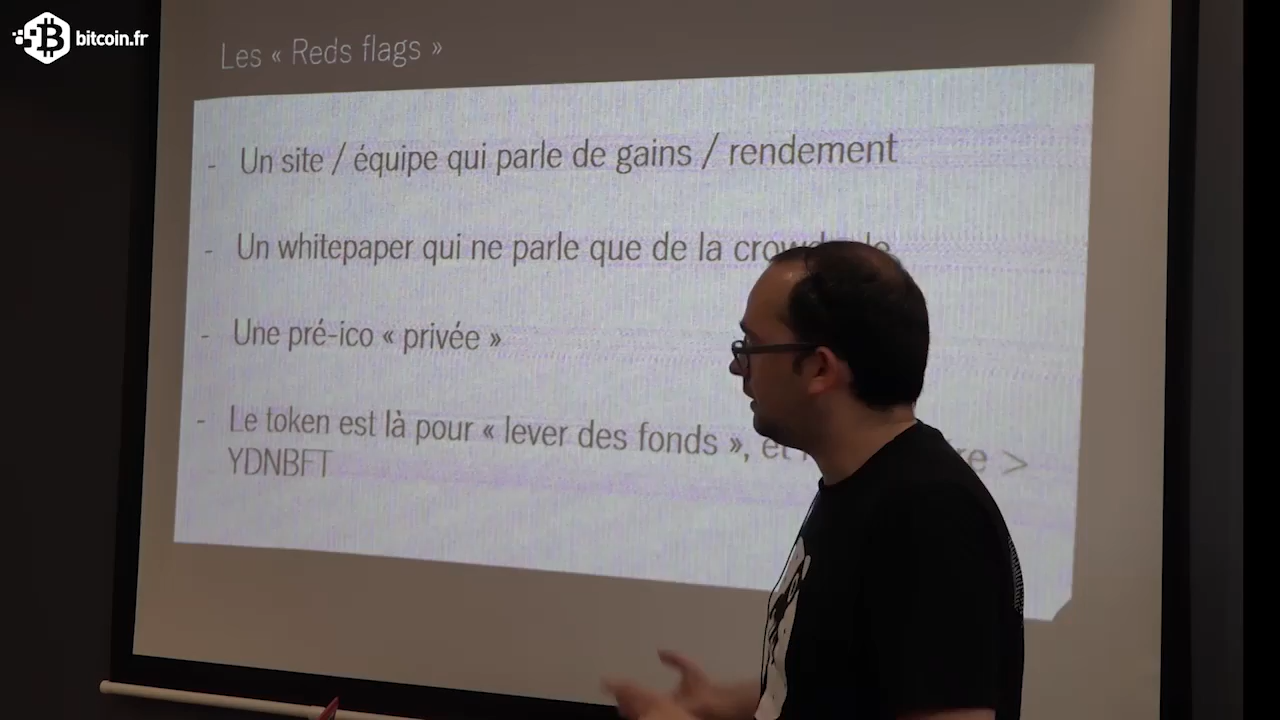 bitcoin.fr
Les « Reds flags »
- Un site / équipe qui parle de gains / rendement
- Un whitepaper qui ne parle que de la
- Une pré-ico « privée »
- Le token est là pour « lever des fonds », et >
YDNBFT